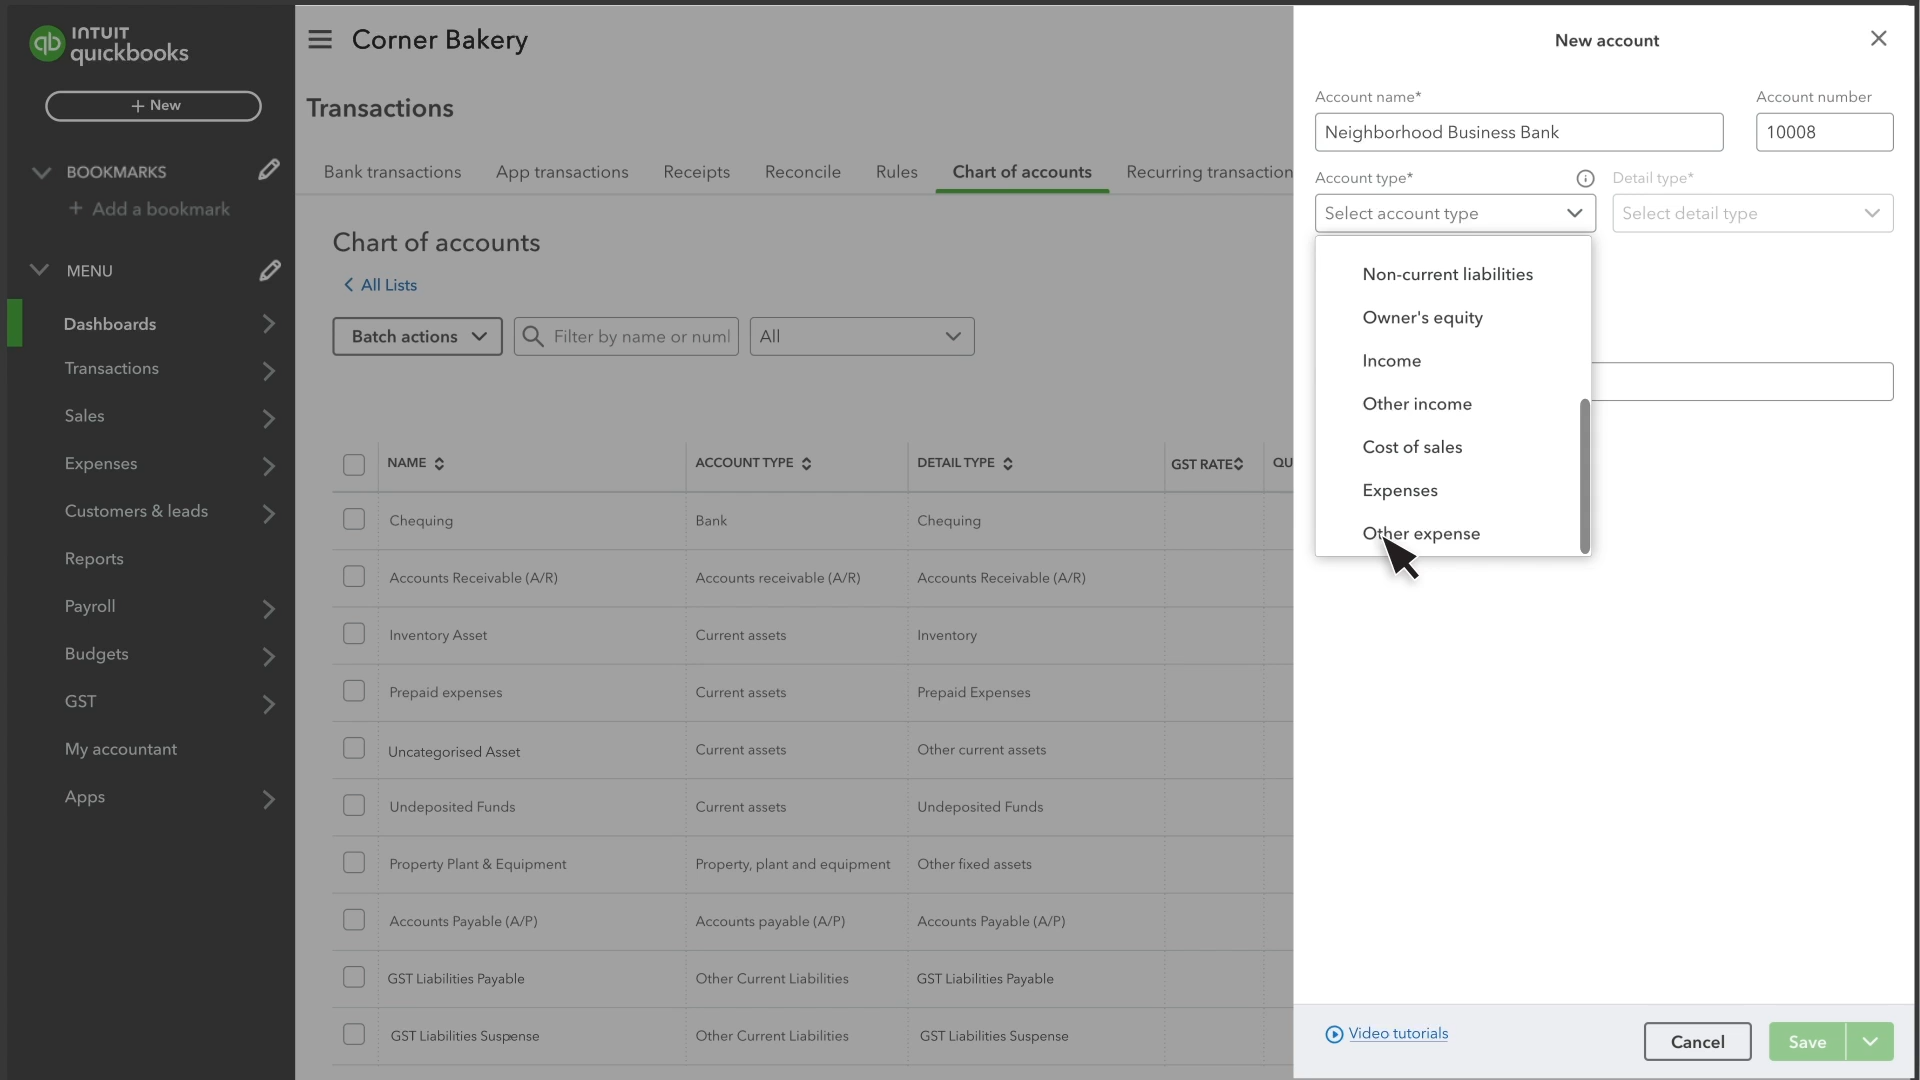 INTUIT
quickbooks
+ New
BOOKMARKS
+ Add a bookmark
MENU
Dashboards
Transactions
Sales
Expenses
Customers & leads
Reports
Payroll
Budgets
GST
My accountant
Apps
Corner Bakery
Transactions
Bank transactions App transactions Receipts Reconcile Rules Chart of accounts Recurring transaction
Chart of accounts
All Lists
Batch actions Filter by name or numl All
NAME ACCOUNT TYPE DETAIL TYPE GST RATE QU
Chequing Bank Chequing
Accounts Receivable (A/R) Accounts receivable (A/R) Accounts Receivable (A/R)
Inventory Asset Current assets Inventory
Prepaid expenses Current assets Prepaid Expenses
Uncategorised Asset Current assets Other current assets
Undeposited Funds Current assets Undeposited Funds
Property Plant & Equipment Property, plant and equipment Other fixed assets
Accounts Payable (A/P) Accounts payable (A/P) Accounts Payable (A/P)
GST Liabilities Payable Other Current Liabilities GST Liabilities Payable
GST Liabilities Suspense Other Current Liabilities GST Liabilities Suspense
New account
Account name* Account number
Neighborhood Business Bank 10008
Account type* Detail type*
Select account type Select detail type
Non-current liabilities
Owner's equity
Income
Other income
Cost of sales
Expenses
Other expense
Video tutorials Cancel Save